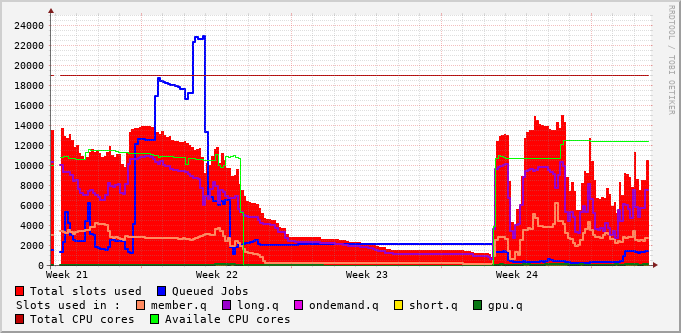 24000
22000
20000
18000
16000
14000
12000
10000
8000
6000
4000
2000
0
Week 21 Week 22 Week 23 Week 24
Total slots used Queued Jobs
Slots used in : member.q long.q ondemand.q short.q gpu.q
Total CPU cores Availale CPU cores
RRDTOOL / TOBI OETIKER